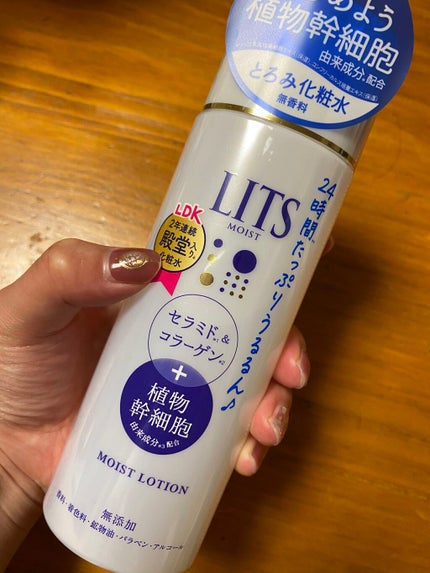 めよう
植物幹細胞
由来成分配合
とろみ化粧水
無香料
LITS
MOIST
24時間、たっぷりうるるん♪
LDK
2年連続
殿堂入り。
化粧水
セラミド※1 &
コラーゲン※2
+
植物
幹細胞
由来成分※3配合
MOIST LOTION
無添加
香料・着色料・鉱物油・パラベン・アルコール